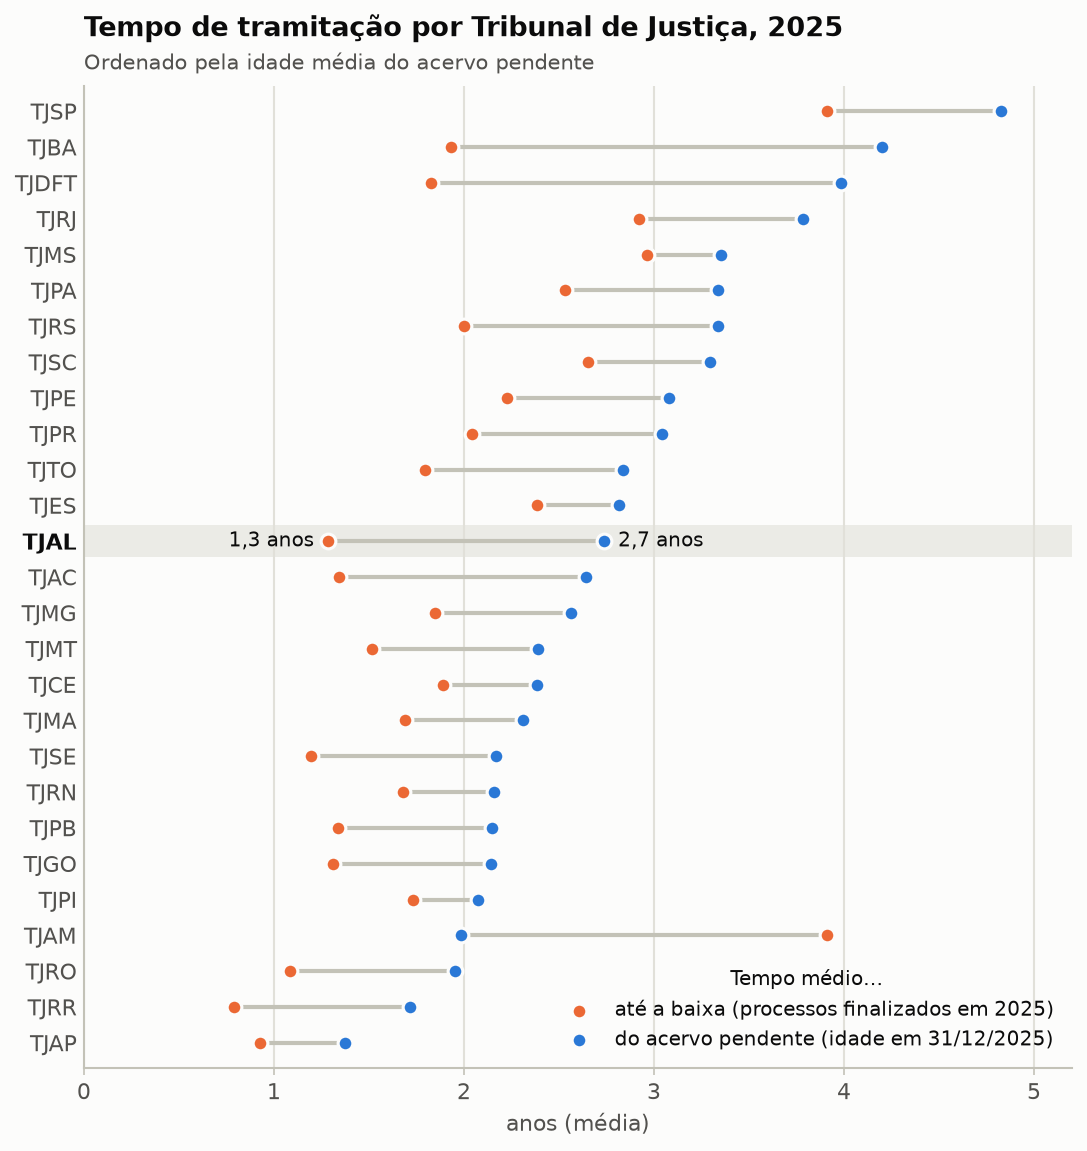 Tempo de tramitação por Tribunal de Justiça, 2025
Ordenado pela idade média do acervo pendente
TJSP
TJBA
TJDFT
TJRJ
TJMS
TJPA
TJRS
TJSC
TJPE
TJPR
TJTO
TJES
TJAL 1,3 anos 2,7 anos
TJAC
TJMG
TJMT
TJCE
TJMA
TJSE
TJRN
TJPB
TJGO
TJPI
TJAM
TJRO
TJRR
TJAP
Tempo médio...
até a baixa (processos finalizados em 2025)
do acervo pendente (idade em 31/12/2025)
0 1 2 3 4 5
anos (média)